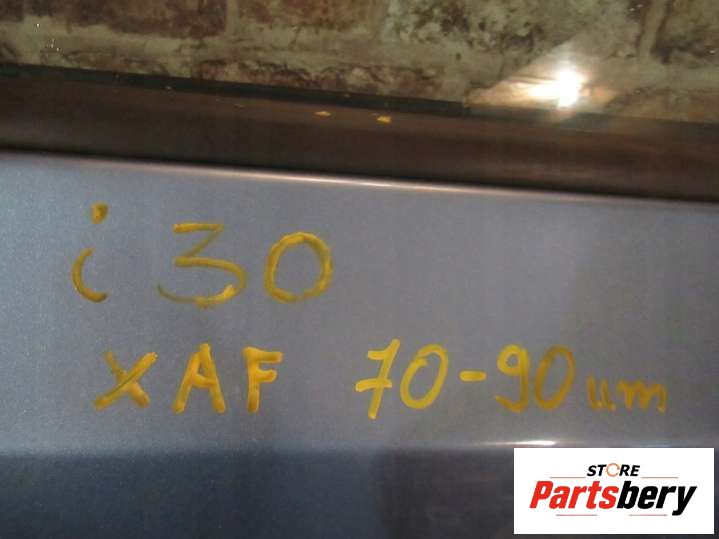 i30
XAF 70-90um
STORE
Partsbery